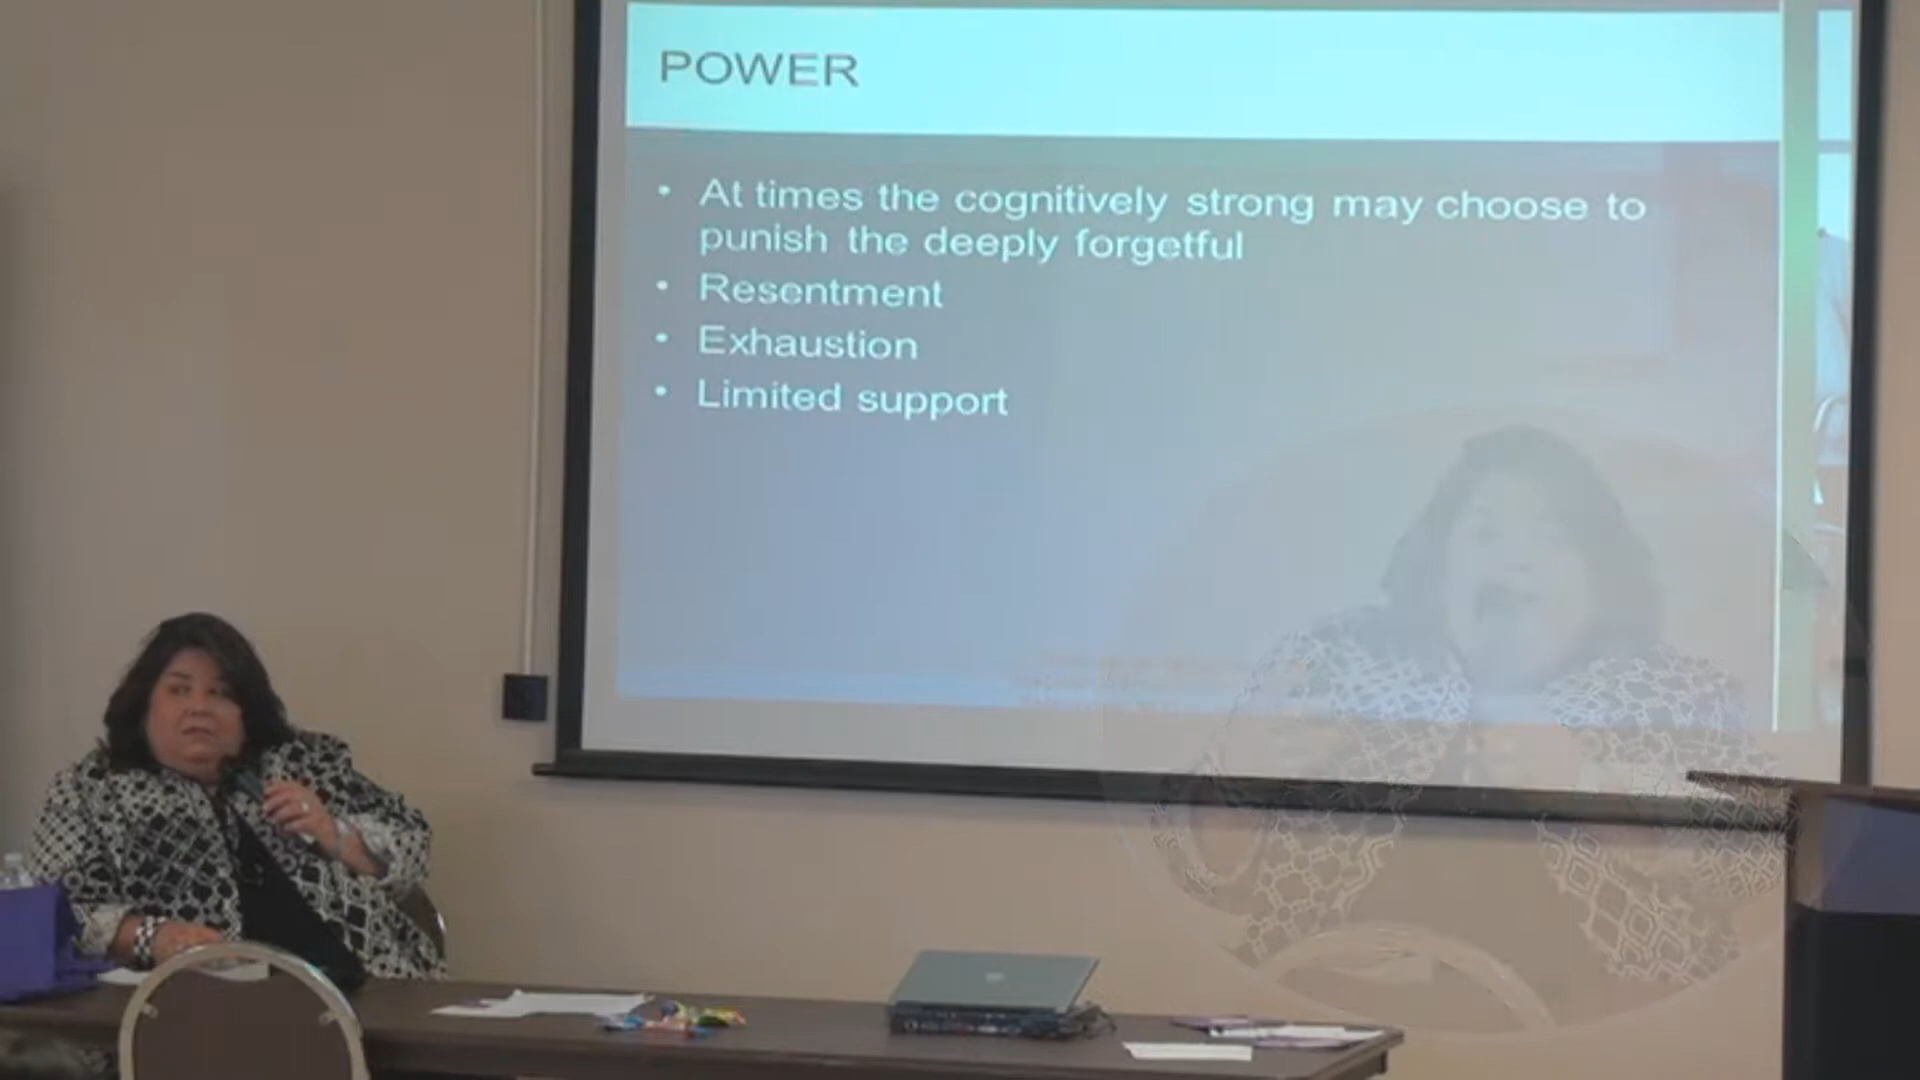 POWER
• At times the cognitively strong may choose to
punish the deeply forgetful
• Resentment
• Exhaustion
• Limited support